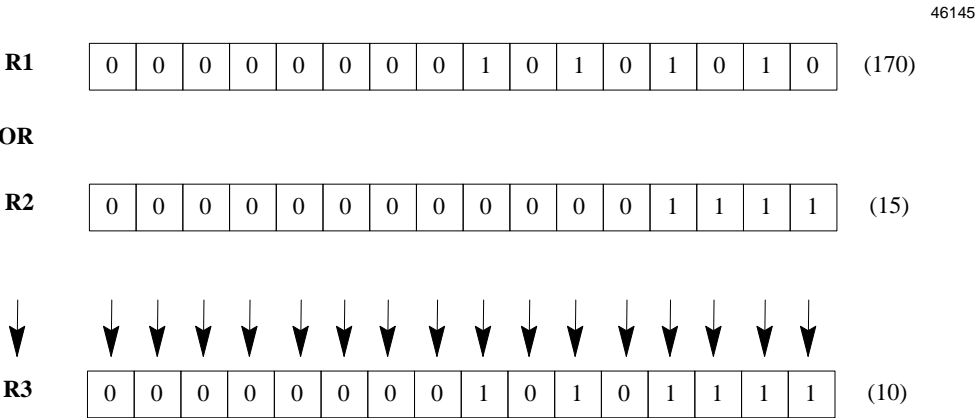 46145
R1 0 0 0 0 0 0 0 0 1 0 1 0 1 0 1 0 (170)
OR
R2 0 0 0 0 0 0 0 0 0 0 0 0 1 1 1 1 (15)
R3 0 0 0 0 0 0 0 0 1 0 1 0 1 1 1 1 (10)